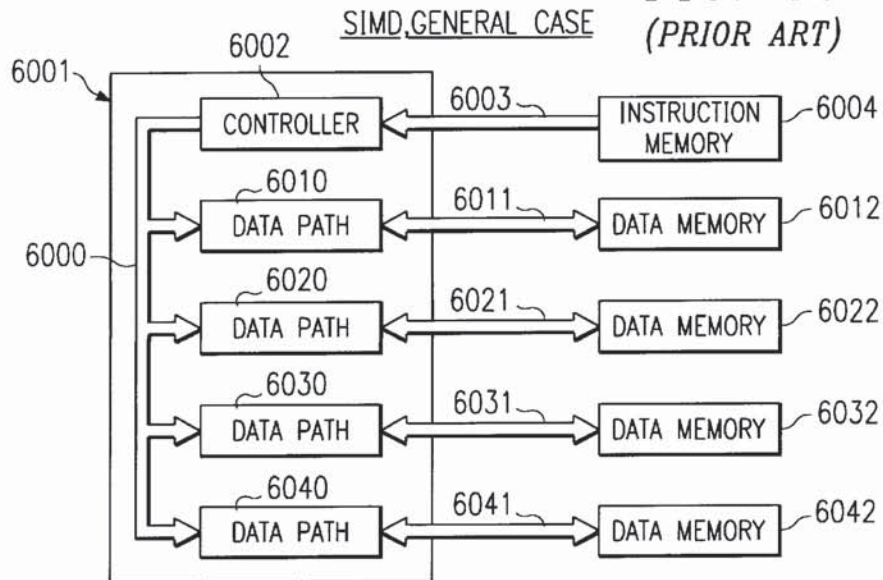 SIMD,GENERAL CASE
(PRIOR ART)
6001
6002
CONTROLLER
6003
INSTRUCTION
MEMORY
6004
6000
6010
DATA PATH
6011
DATA MEMORY
6012
6020
DATA PATH
6021
DATA MEMORY
6022
6030
DATA PATH
6031
DATA MEMORY
6032
6040
DATA PATH
6041
DATA MEMORY
6042